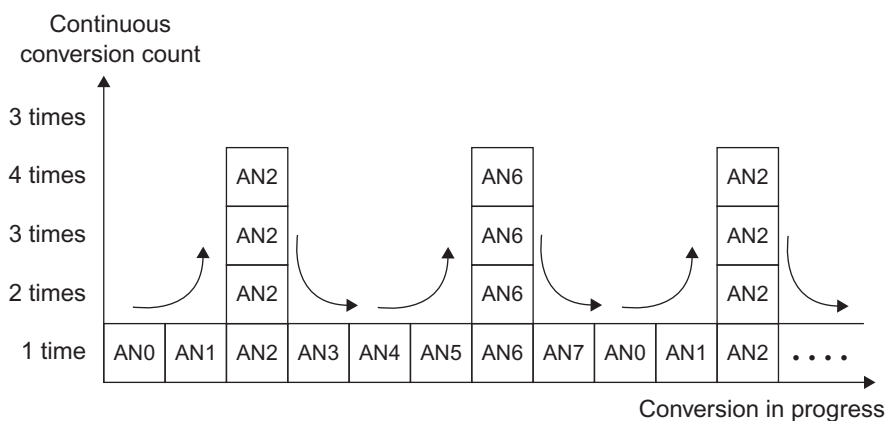 Continuous
conversion count
3 times
4 times
AN2 AN6 AN2
3 times
AN2 AN6 AN2
2 times
AN2 AN6 AN2
1 time
AN0 AN1 AN2 AN3 AN4 AN5 AN6 AN7 AN0 AN1 AN2 ....
Conversion in progress